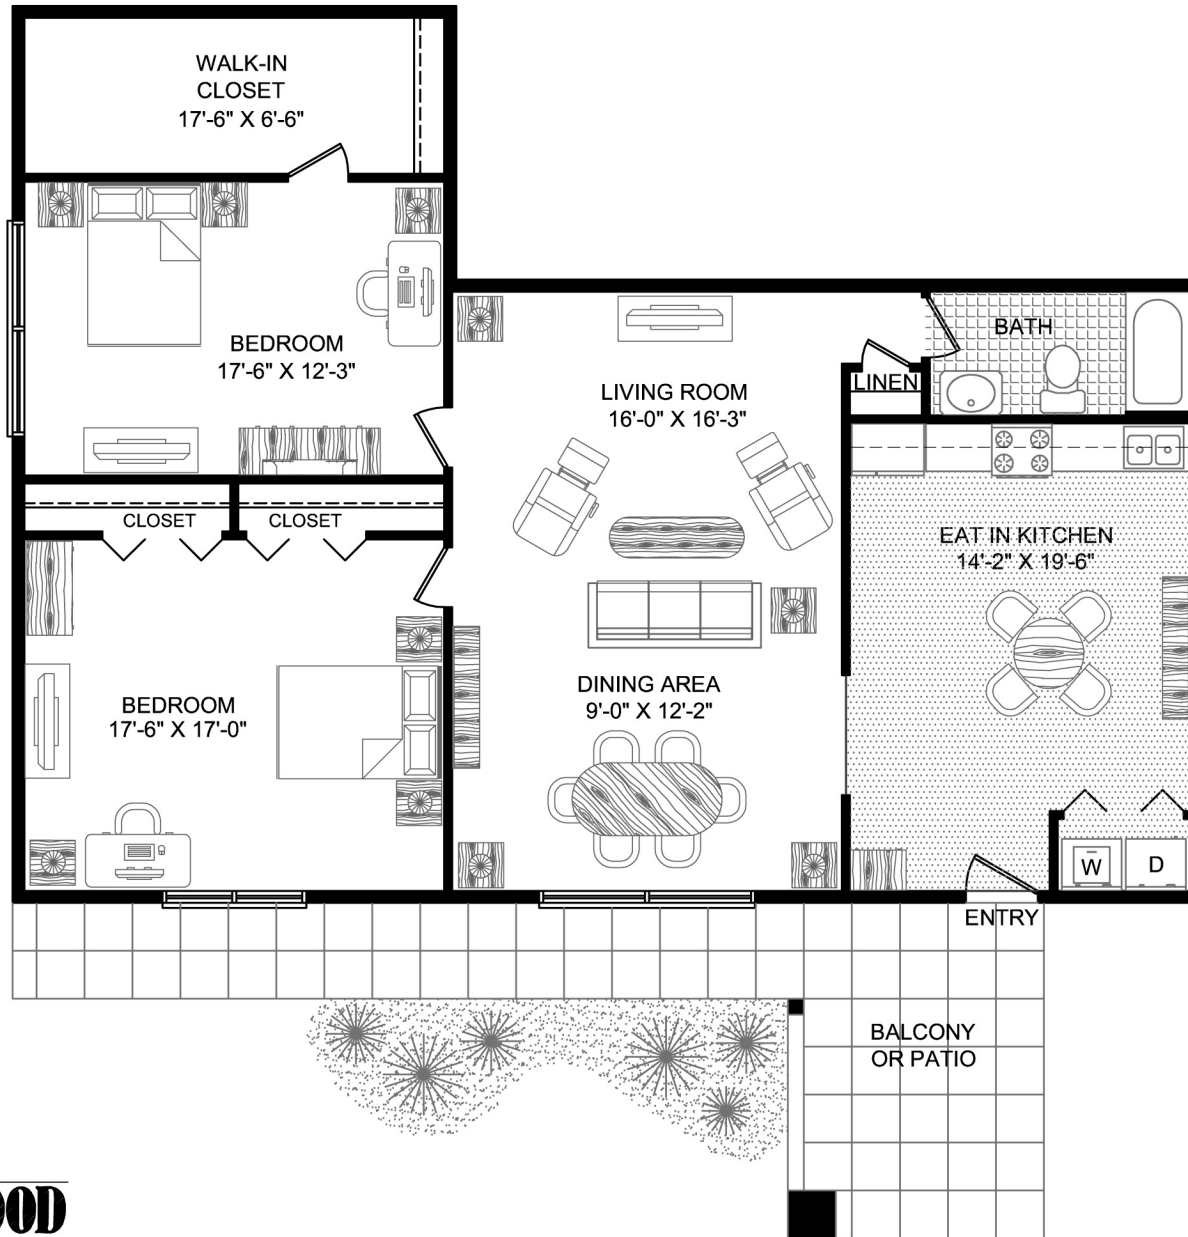 WALK-IN
CLOSET
17'-6" X 6'-6"
BEDROOM
17'-6" X 12'-3"
BATH
LINEN
LIVING ROOM
16'-0" X 16'-3"
CLOSET
CLOSET
EAT IN KITCHEN
14'-2" X 19'-6"
DINING AREA
9'-0" X 12'-2"
BEDROOM
17'-6" X 17'-0"
W
D
ENTRY
BALCONY
OR PATIO